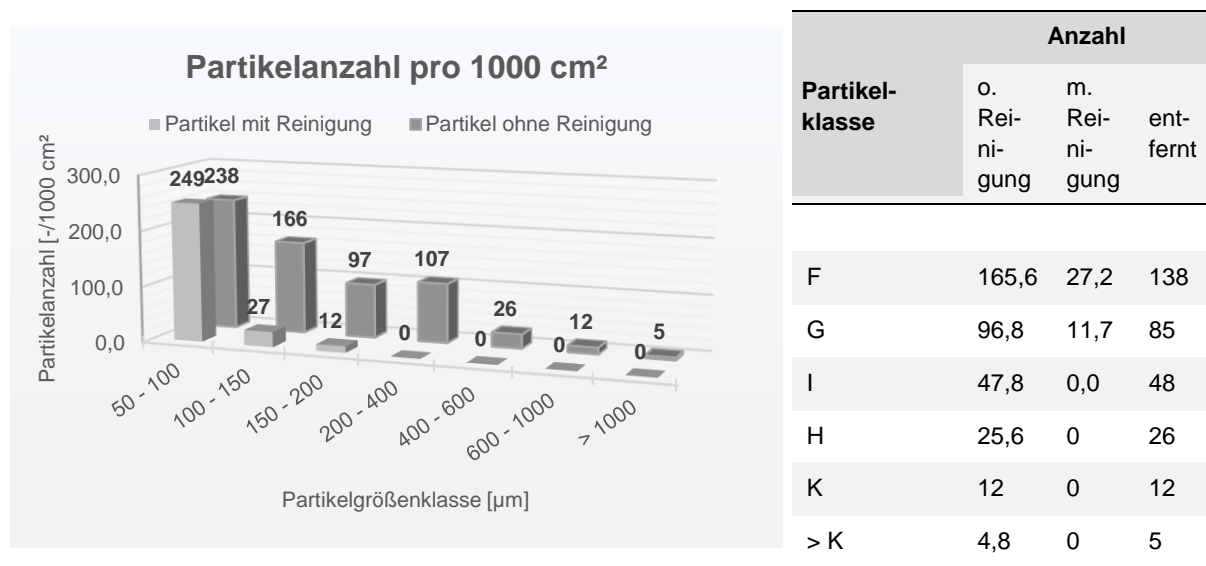 Partikelanzahl pro 1000 cm²
Partikel mit Reinigung Partikel ohne Reinigung
Partikelanzahl [-/1000 cm²
300,0
200,0
100,0
0,0
249 238
166
97
107
26
12
5
27
12
0
0
0
0
50 - 100
100 - 150
150 - 200
200 - 400
400 - 600
600 - 1000
> 1000
Partikelgrößenklasse [µm]
Anzahl
Partikel-
klasse
o.
Rei-
ni-
gung
m.
Rei-
ni-
gung
ent-
fernt
F 165,6 27,2 138
G 96,8 11,7 85
I 47,8 0,0 48
H 25,6 0 26
K 12 0 12
> K 4,8 0 5